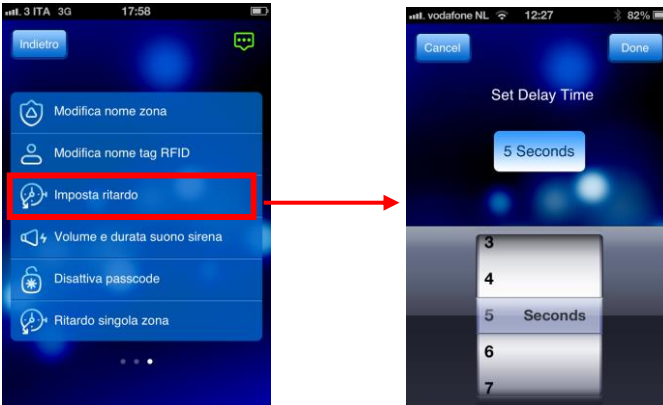 3 ITA 3G 17:58
Indietro
Modifica nome zona
Modifica nome tag RFID
Imposta ritardo
Volume e durata suono sirena
Disattiva passcode
Ritardo singola zona
vodafone NL 12:27 82%
Cancel Done
Set Delay Time
5 Seconds
3
4
5 Seconds
6
7